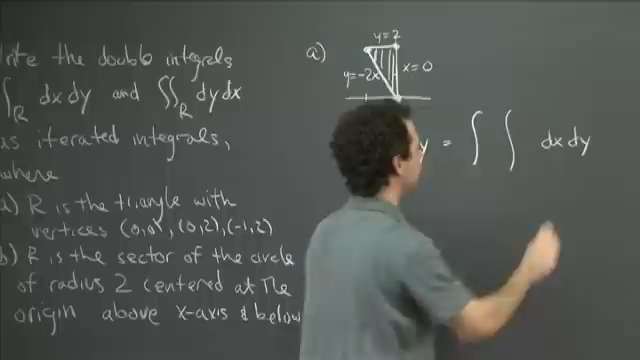 rite the double integrals
∫_R dx dy and ∬_R dy dx
as iterated integrals,
where
a) R is the triangle with
vertices (0,0), (0,2), (-1,2)
b) R is the sector of the circle
of radius 2 centered at the
origin above x-axis & below
a)
y=2
y=-2x
x=0
y = ∫ ∫ dx dy